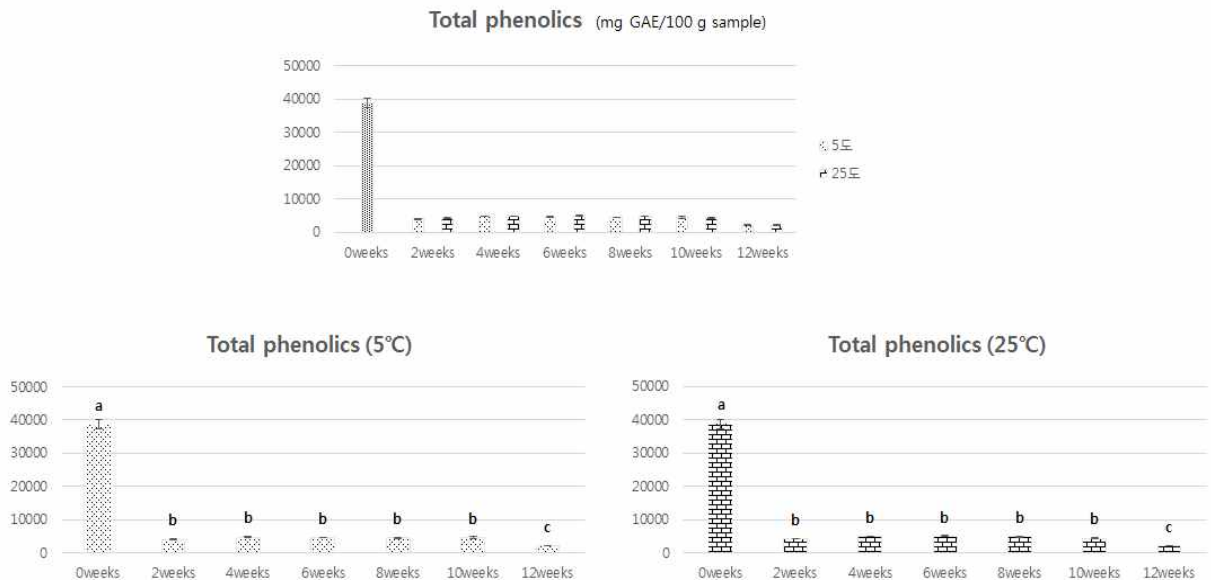 Total phenolics (mg GAE/100 g sample)
50000
40000
30000
20000
10000
0
0weeks 2weeks 4weeks 6weeks 8weeks 10weeks 12weeks
5도
25도
Total phenolics (5℃)
50000
40000
30000
20000
10000
0
a
b b b b b c
0weeks 2weeks 4weeks 6weeks 8weeks 10weeks 12weeks
Total phenolics (25℃)
50000
40000
30000
20000
10000
0
a
b b b b b c
0weeks 2weeks 4weeks 6weeks 8weeks 10weeks 12weeks